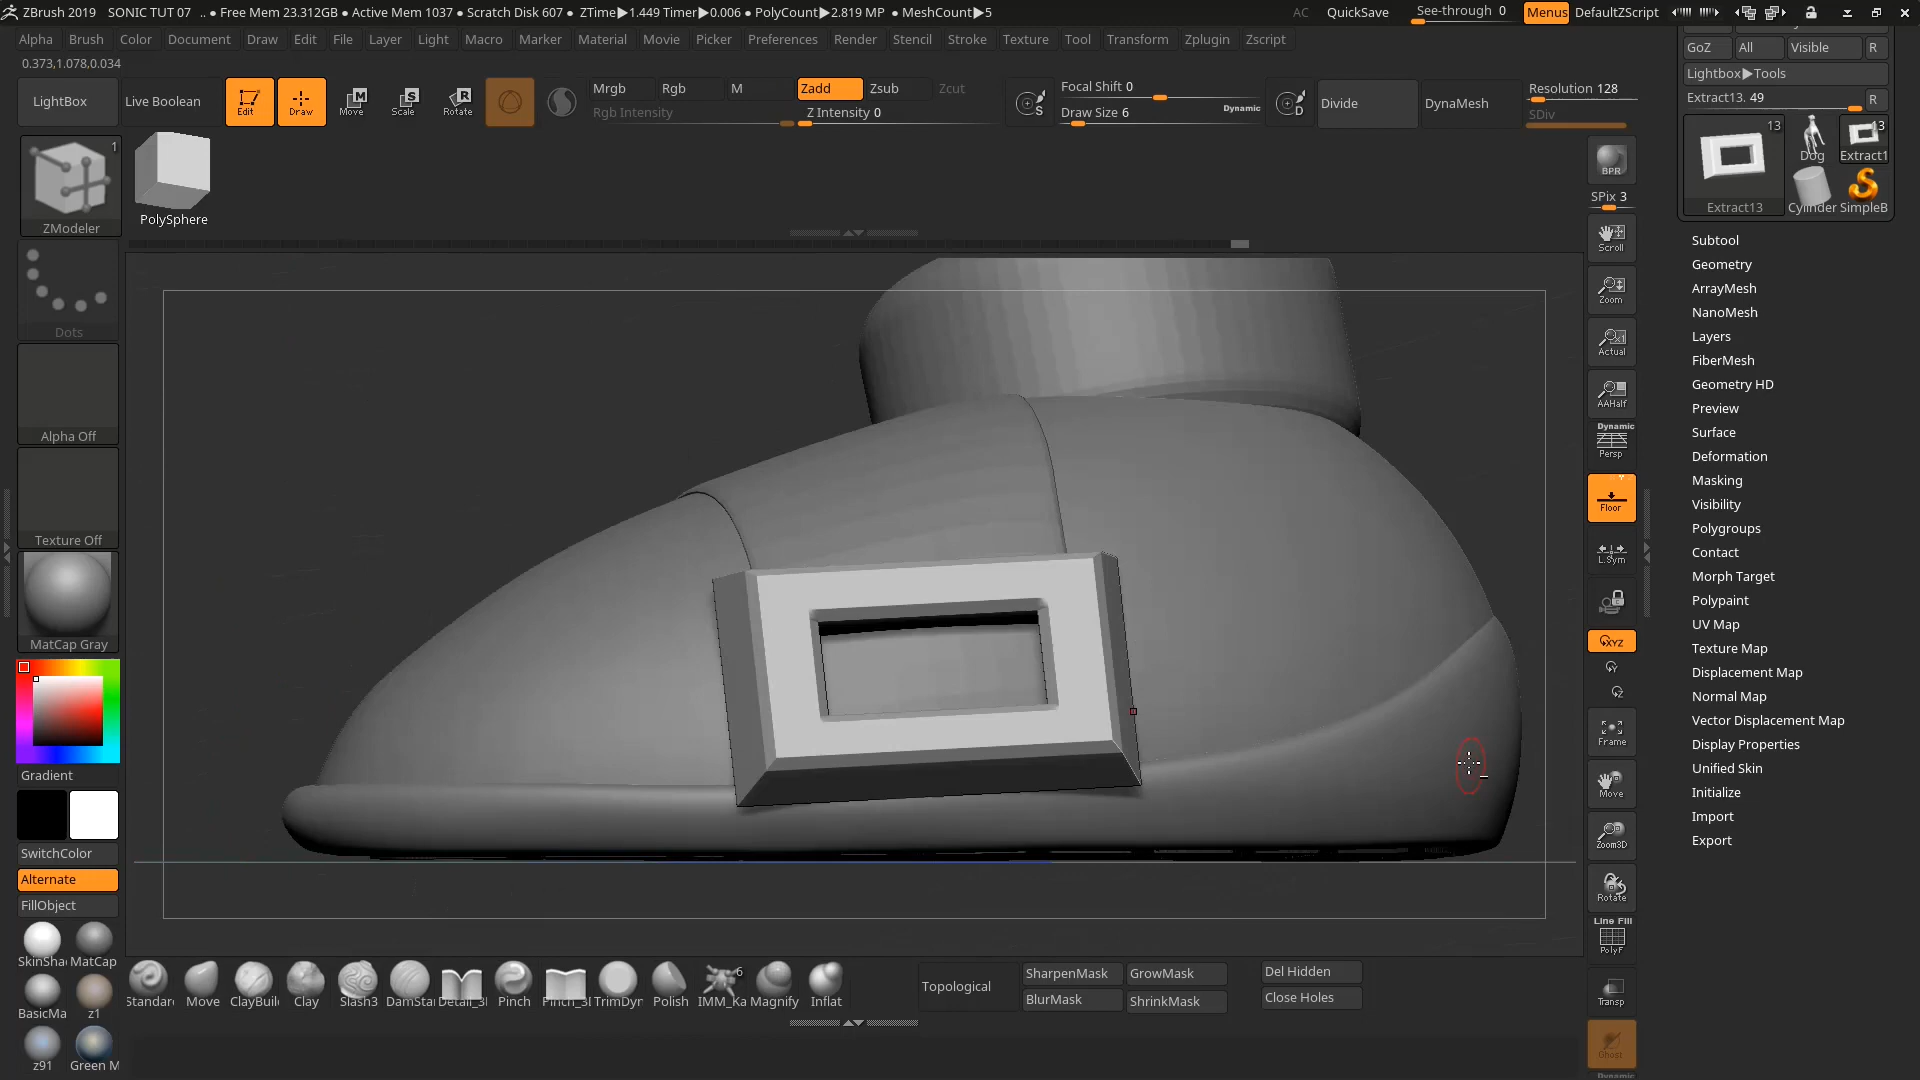 ZBrush 2019 SONIC TUT 07 .. ● Free Mem 23.312GB ● Active Mem 1037 ● Scratch Disk 607 ● ZTime▶1.449 Timer▶0.006 ● PolyCount▶2.819 MP ● MeshCount▶5 AC QuickSave See-through 0 Menus DefaultZScript
Alpha Brush Color Document Draw Edit File Layer Light Macro Marker Material Movie Picker Preferences Render Stencil Stroke Texture Tool Transform Zplugin Zscript
0.373,1.078,0.034
LightBox
Live Boolean
Edit
Draw
Move
Scale
Rotate
Mrgb Rgb M Zadd Zsub Zcut
Rgb Intensity Z Intensity 0
Focal Shift 0
Draw Size 6 Dynamic
Divide
DynaMesh
Resolution 128
SDiv
GoZ All Visible R
Lightbox▶Tools
Extract13. 49 R
13
13
Dog
Extract1
Extract13
Cylinder
SimpleB
1
ZModeler
PolySphere
Dots
Alpha Off
Texture Off
MatCap Gray
Gradient
SwitchColor
Alternate
FillObject
SkinSha
MatCap
BasicMa
z1
z91
Green M
BPR
SPix 3
Scroll
Zoom
Actual
AAHalf
Dynamic
Persp
Floor
L.Sym
XYZ
Y
Z
Frame
Move
Zoom3D
Rotate
Line Fill
PolyF
Transp
Ghost
Dynamic
Subtool
Geometry
ArrayMesh
NanoMesh
Layers
FiberMesh
Geometry HD
Preview
Surface
Deformation
Masking
Visibility
Polygroups
Contact
Morph Target
Polypaint
UV Map
Texture Map
Displacement Map
Normal Map
Vector Displacement Map
Display Properties
Unified Skin
Initialize
Import
Export
Standard
Move
ClayBuil
Clay
Slash3
DamSta
Detail_3
Pinch
Pinch_3
TrimDyn
Polish
6
IMM_Ka
Magnify
Inflat
Topological
SharpenMask GrowMask
BlurMask ShrinkMask
Del Hidden
Close Holes